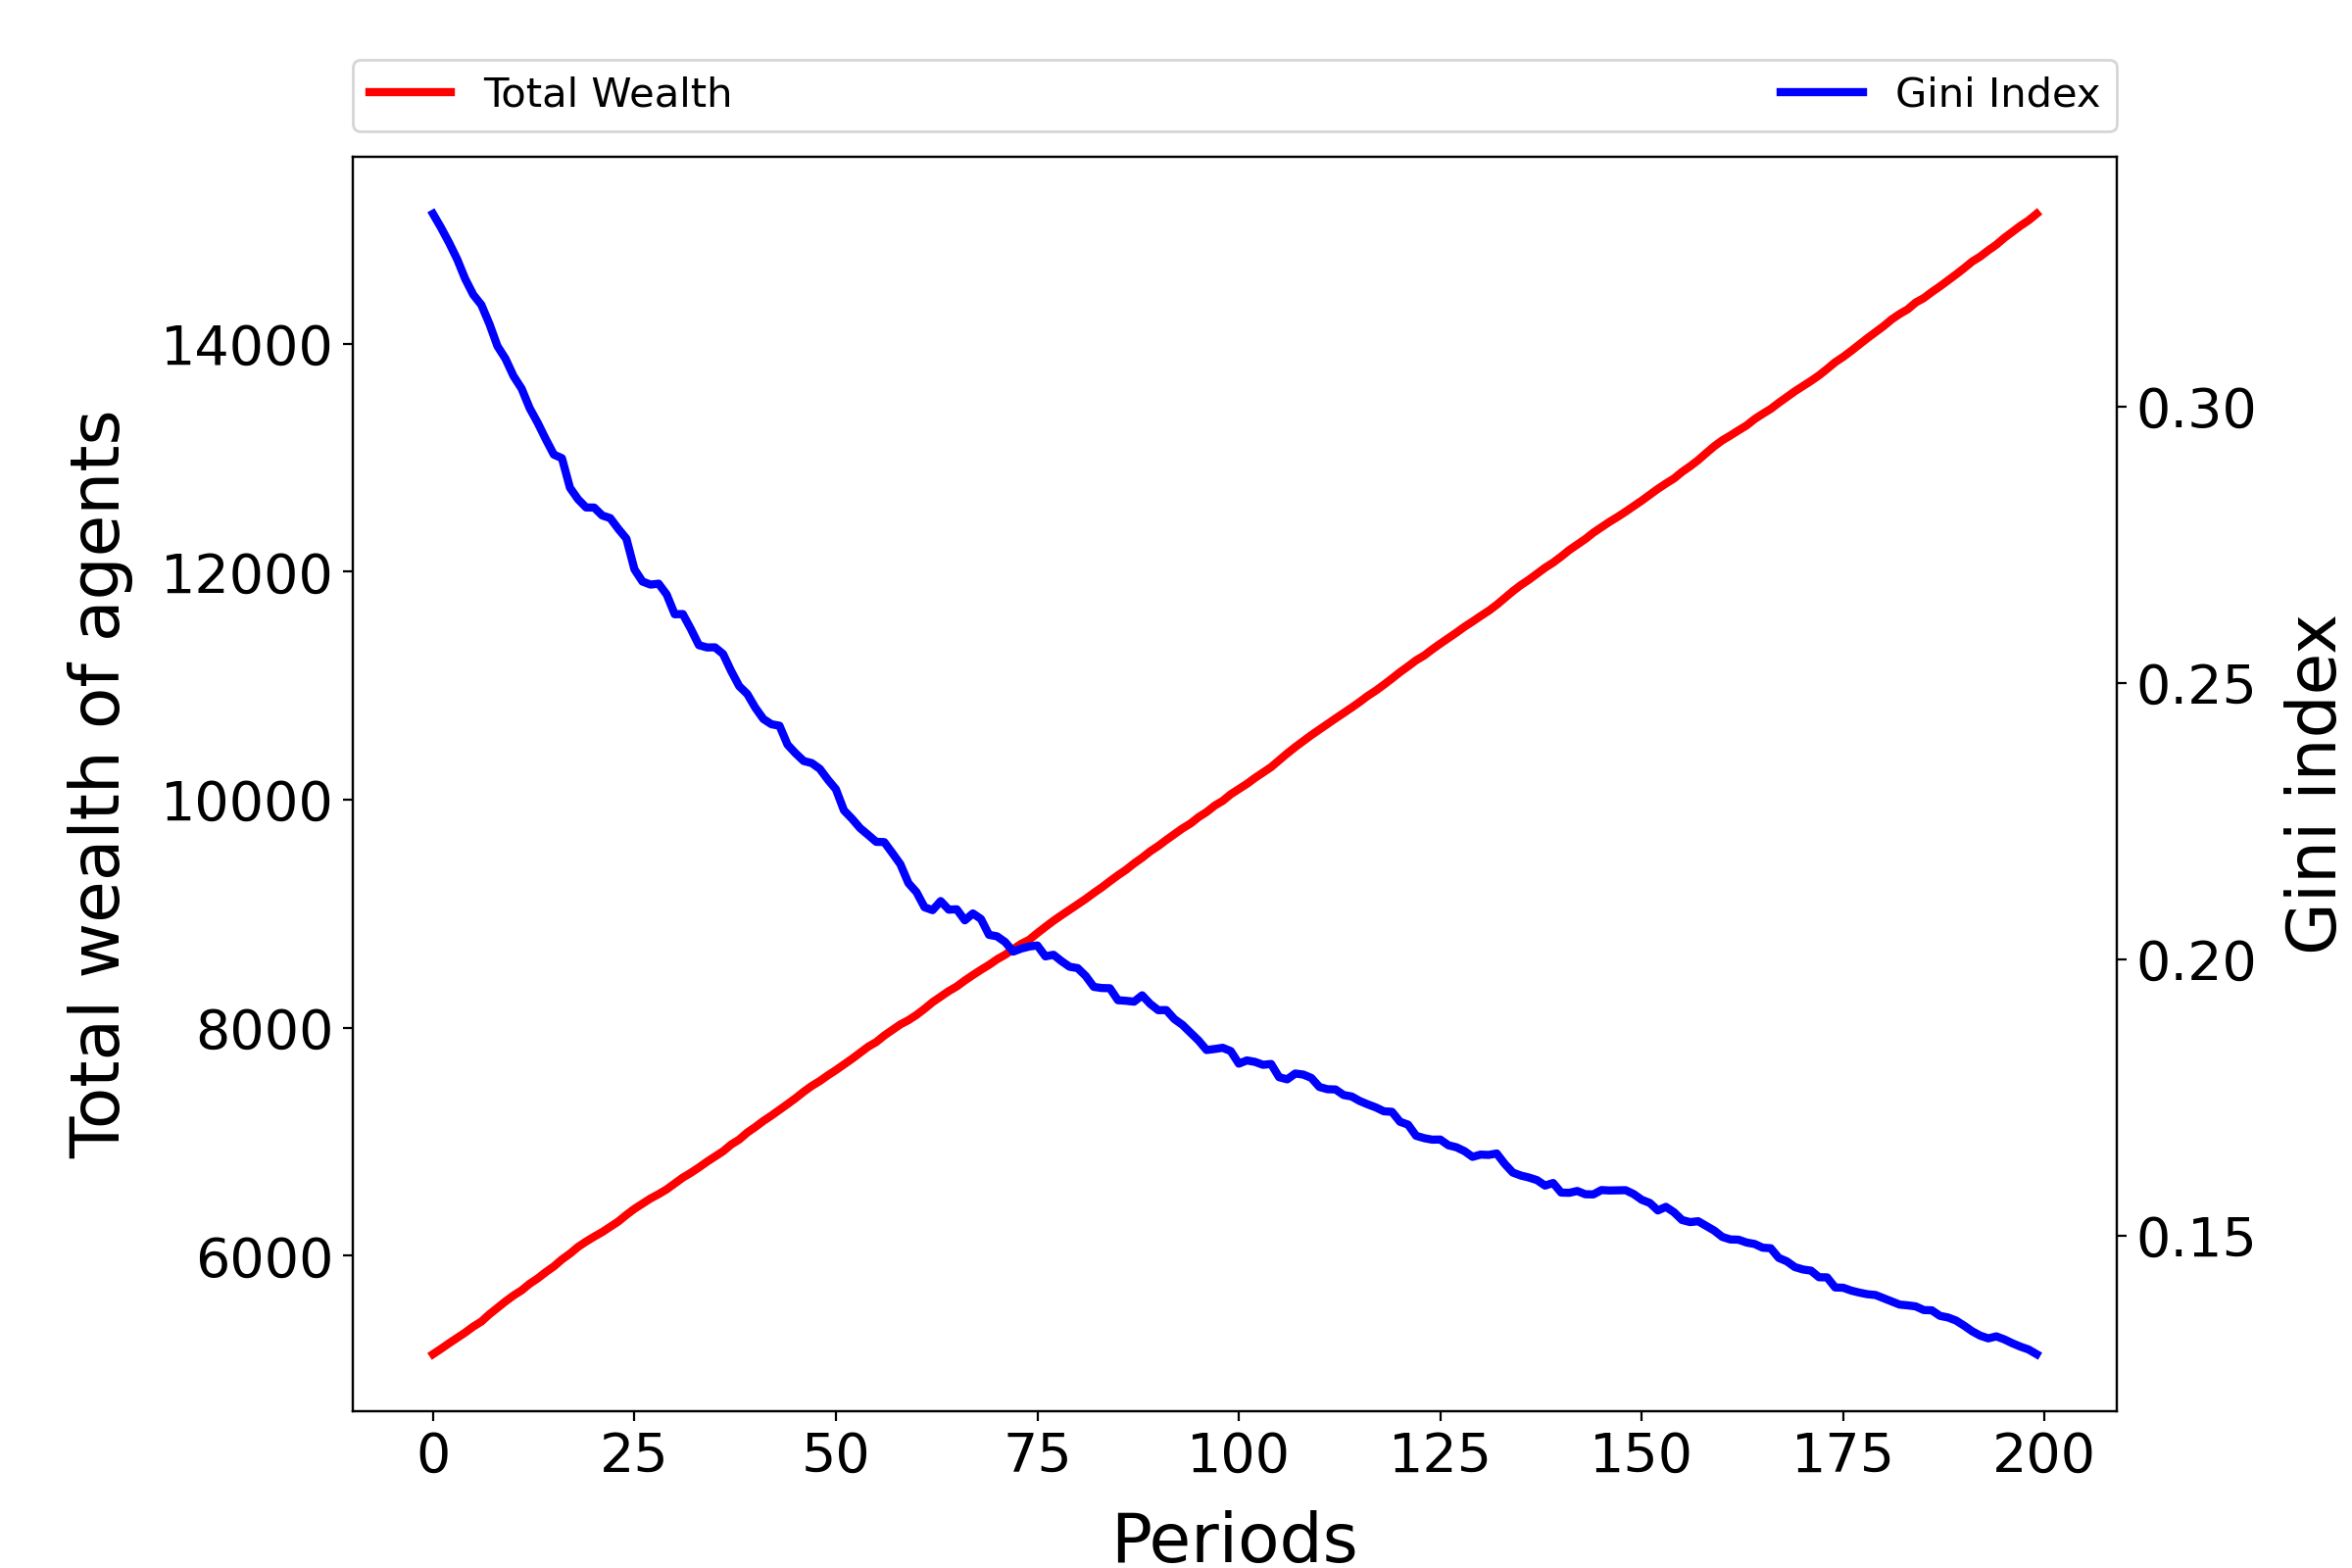 Total Wealth
Gini Index
Total wealth of agents
14000
12000
10000
8000
6000
0.30
0.25
0.20
0.15
Gini index
0 25 50 75 100 125 150 175 200
Periods